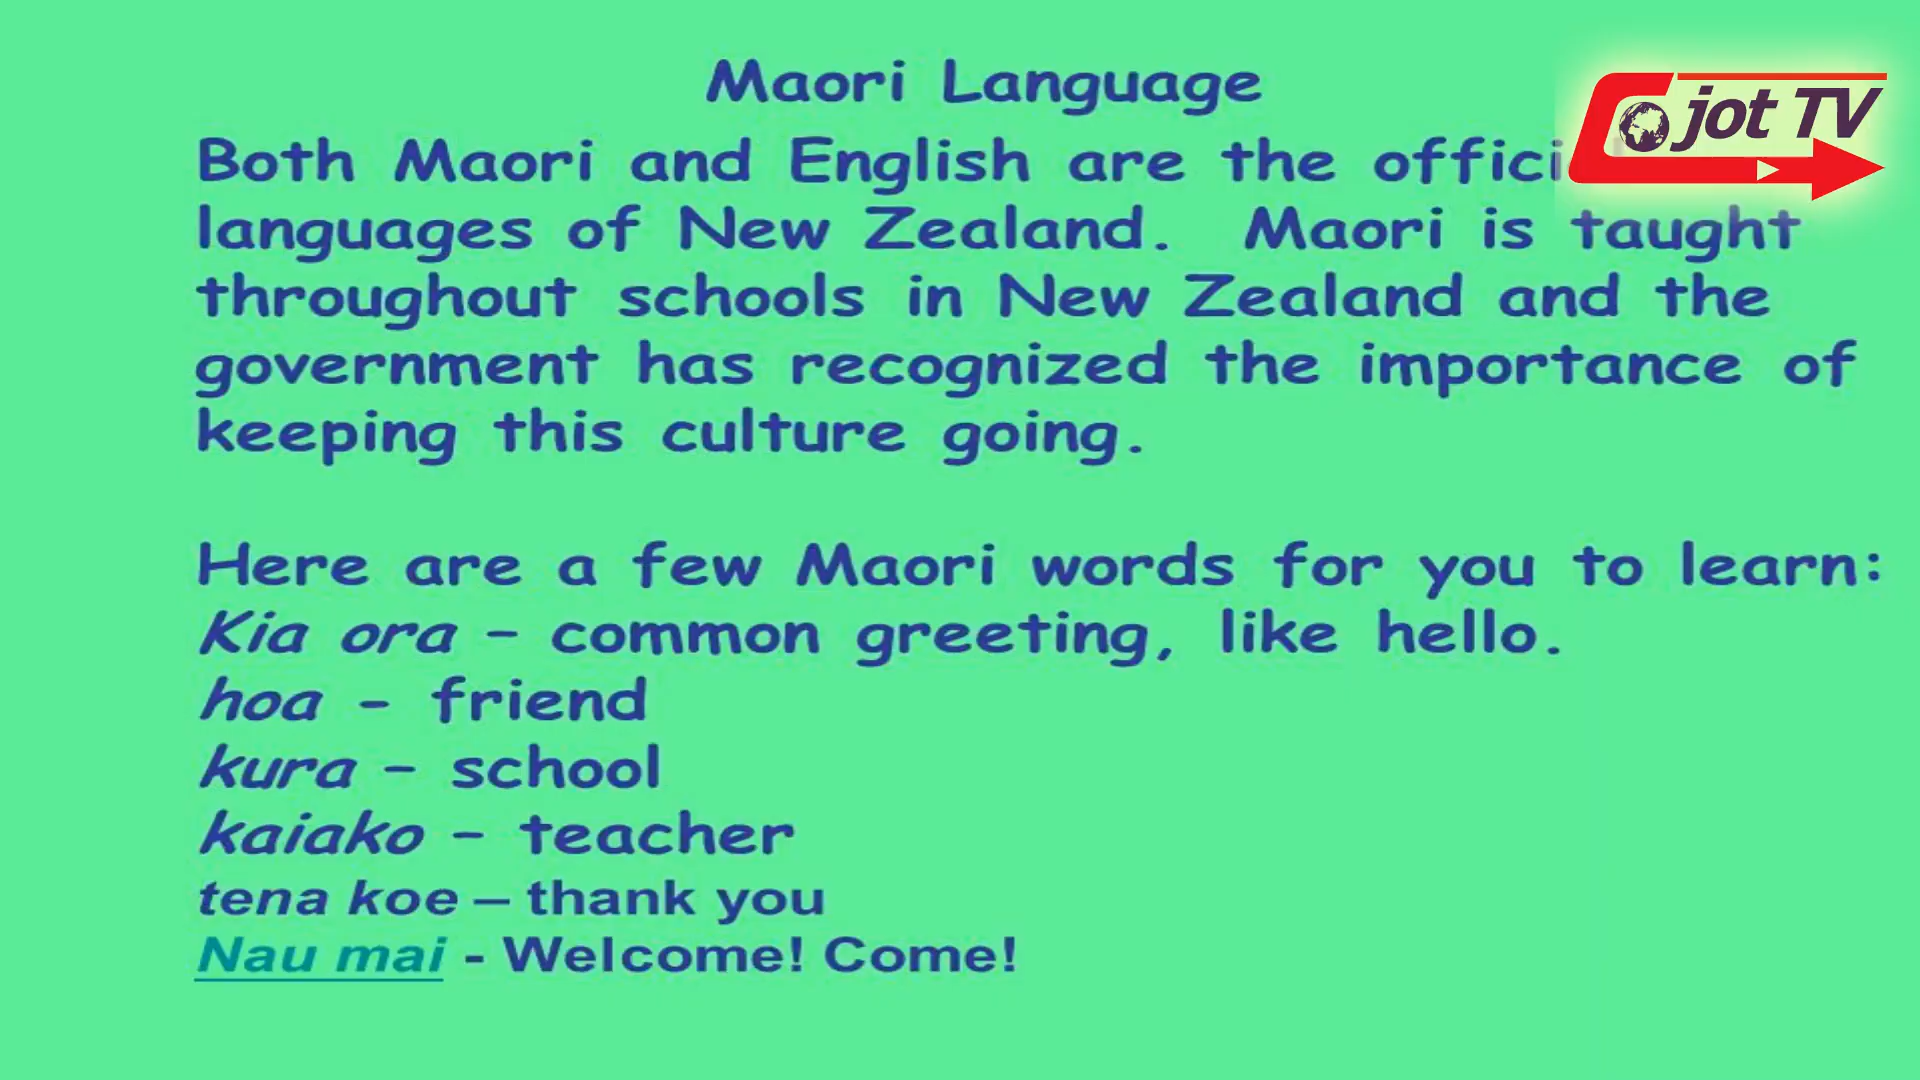 Maori Language
jot TV
Both Maori and English are the
languages of New Zealand. Maori is taught
throughout schools in New Zealand and the
government has recognized the importance of
keeping this culture going.
Here are a few Maori words for you to learn:
Kia ora – common greeting, like hello.
hoa – friend
kura – school
kaiako – teacher
tena koe – thank you
Nau mai - Welcome! Come!